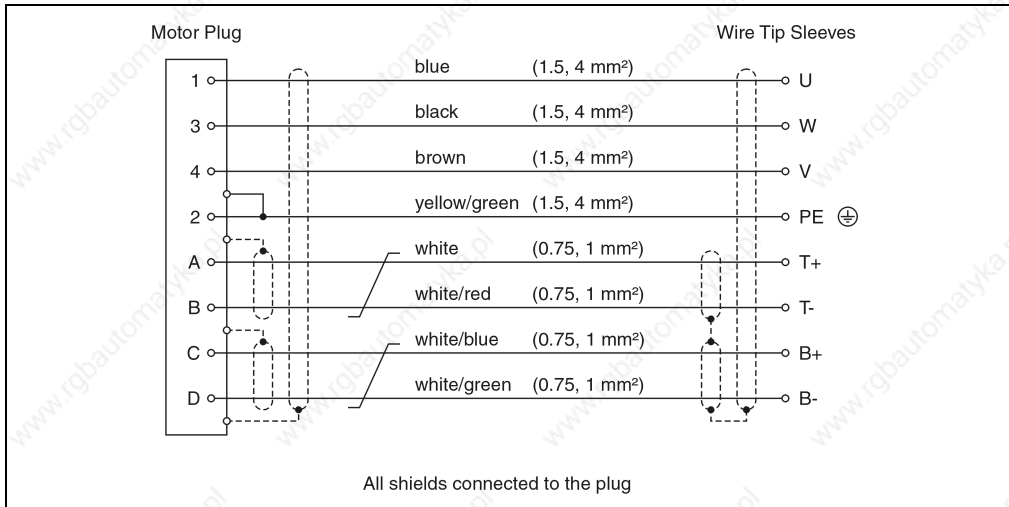 Motor Plug Wire Tip Sleeves
1 blue (1.5, 4 mm²) U
3 black (1.5, 4 mm²) W
4 brown (1.5, 4 mm²) V
2 yellow/green (1.5, 4 mm²) PE
A white (0.75, 1 mm²) T+
B white/red (0.75, 1 mm²) T-
C white/blue (0.75, 1 mm²) B+
D white/green (0.75, 1 mm²) B-
All shields connected to the plug
www.rgbautomatyka.pl